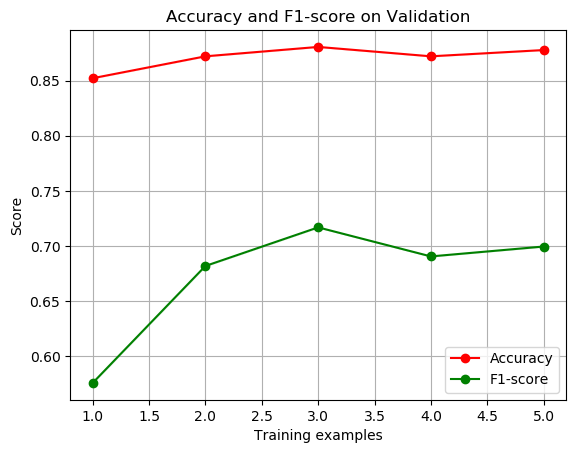 Accuracy and F1-score on Validation
Score
0.85
0.80
0.75
0.70
0.65
0.60
Accuracy
F1-score
1.0 1.5 2.0 2.5 3.0 3.5 4.0 4.5 5.0
Training examples